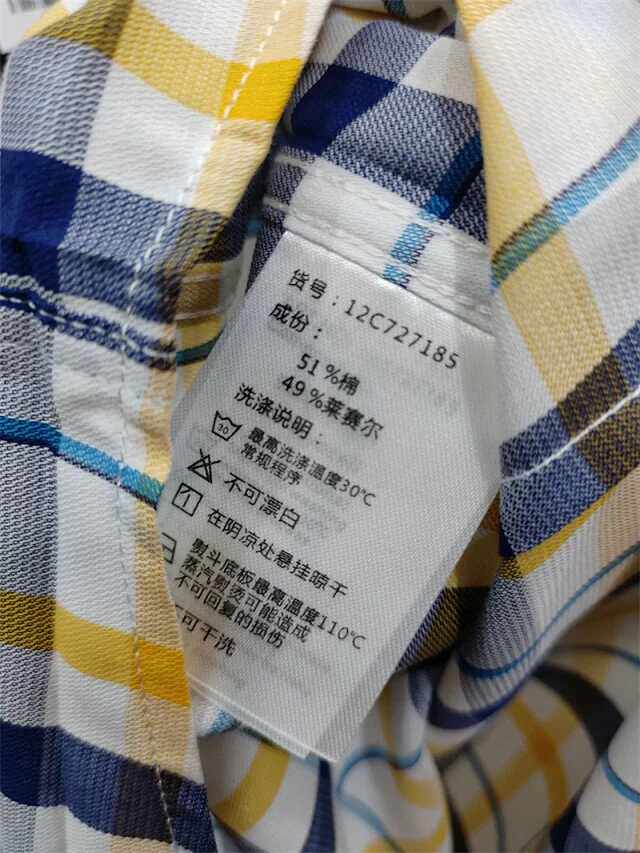 货号：12C727185
成份：
51%棉
49%莱赛尔
洗涤说明：
30
最高洗涤温度30℃
常规程序
不可漂白
在阴凉处悬挂晾干
熨斗底板最高温度110℃
蒸汽熨烫可能造成
不可回复的损伤
不可干洗